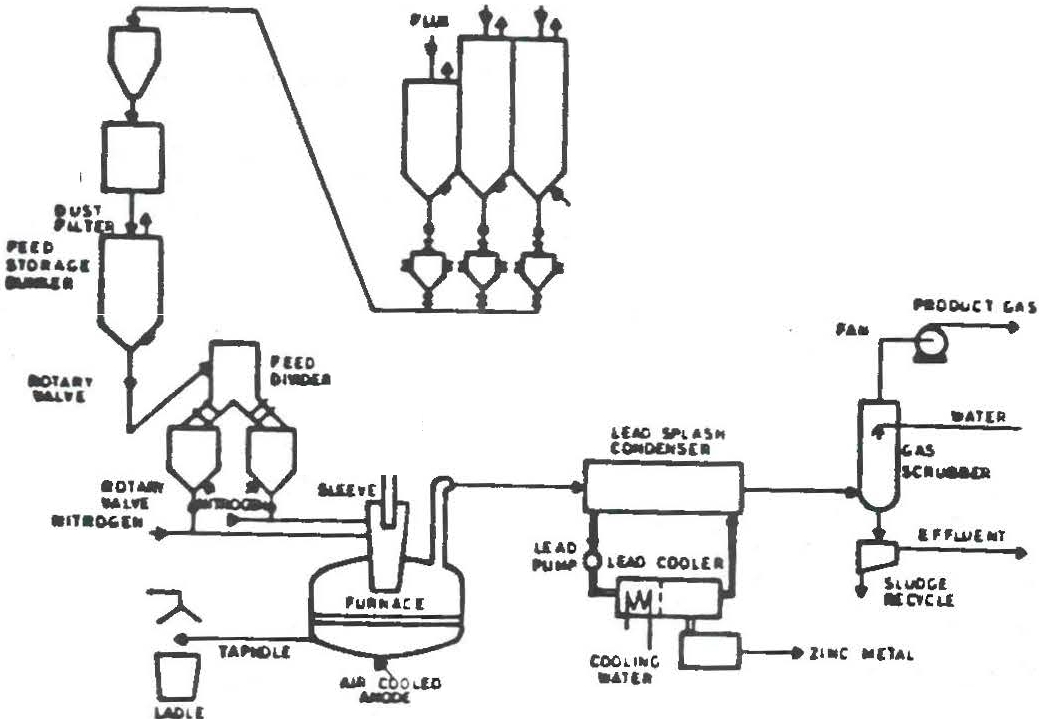 FLUX
DUST
FILTER
FEED
STORAGE
BUNKER
PRODUCT GAS
FAN
FEED
DIVIDER
ROTARY
VALVE
WATER
LEAD SPLASH
CONDENSER
GAS
SCRUBBER
SLEEVE
ROTARY
VALVE
NITROGEN
NITROGEN
EFFLUENT
LEAD
PUMP
LEAD COOLER
SLUDGE
RECYCLE
FURNACE
TAPHOLE
ZINC METAL
COOLING
WATER
AIR COOLED
ANODE
LADLE